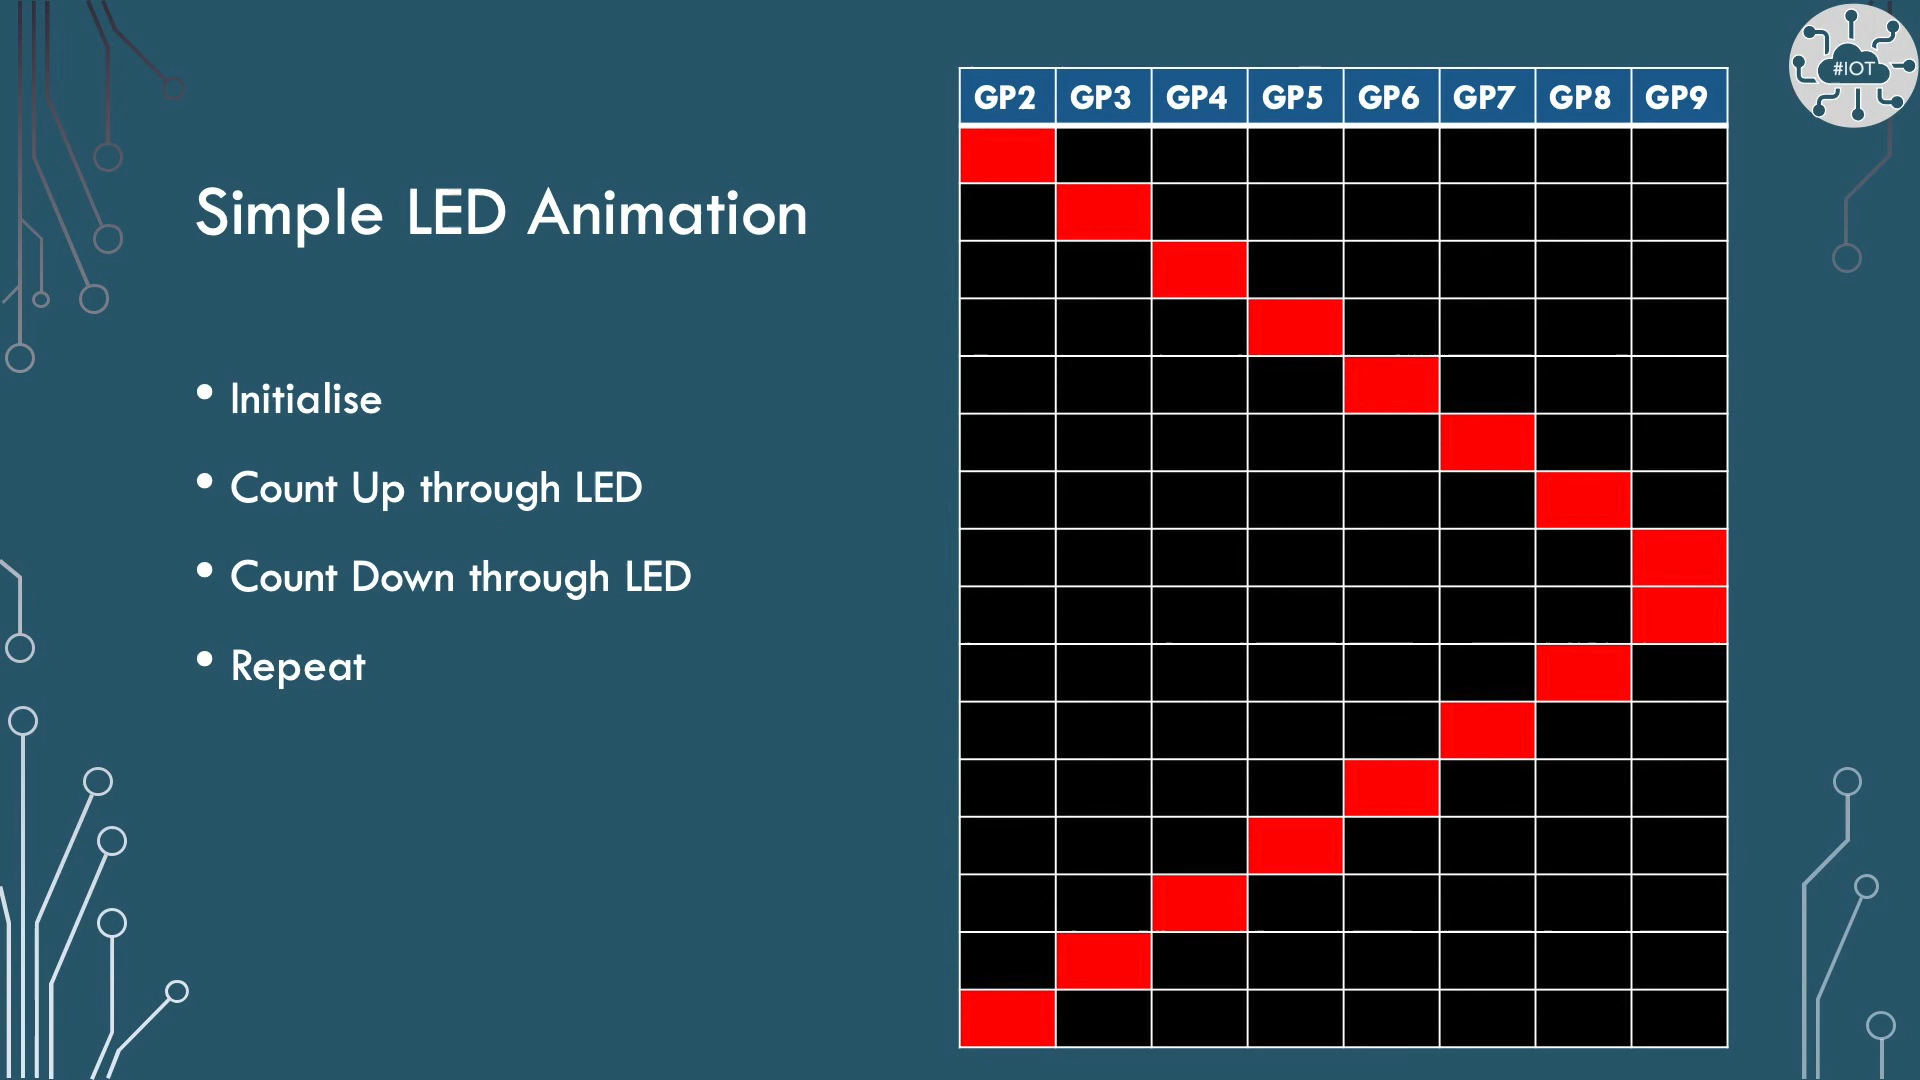 Simple LED Animation
• Initialise
• Count Up through LED
• Count Down through LED
• Repeat
GP2 GP3 GP4 GP5 GP6 GP7 GP8 GP9
#IOT